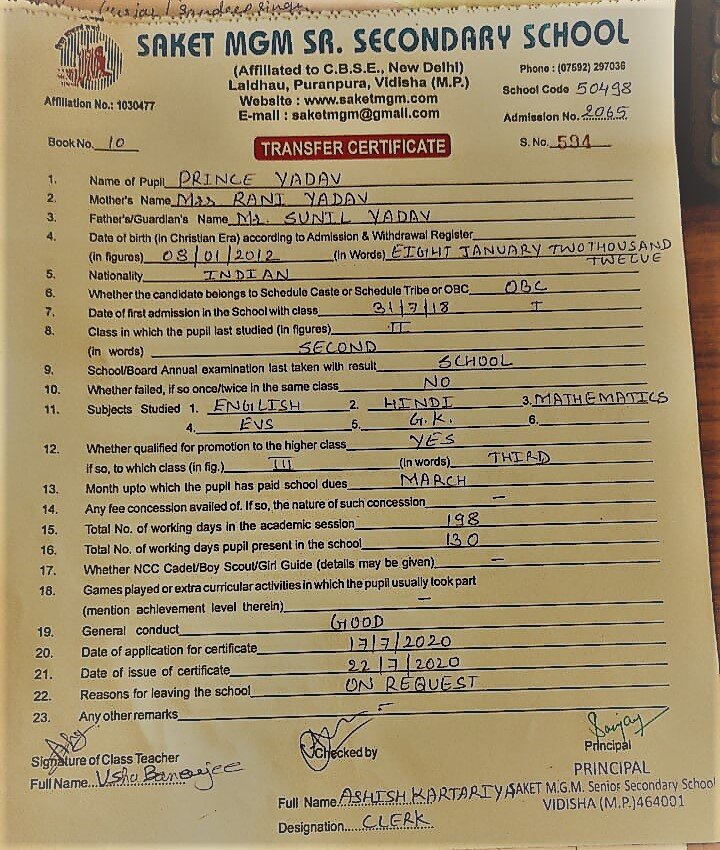 Sandeep Singh
SAKET MGM SR. SECONDARY SCHOOL
(Affiliated to C.B.S.E., New Delhi)
Phone : (07592) 297036
Laldhau, Puranpura, Vidisha (M.P.)
School Code 50498
Affiliation No.: 1030477
Website : www.saketmgm.com
E-mail : saketmgm@gmail.com
Admission No. 2065
Book No. 10
TRANSFER CERTIFICATE
S. No. 594
1. Name of Pupil PRINCE YADAV
2. Mother's Name Mrs RANI YADAV
3. Father's/Guardian's Name Mr. SUNIL YADAV
4. Date of birth (in Christian Era) according to Admission & Withdrawal Register
(in figures) 08/01/2012 (in Words) EIGHT JANUARY TWOTHOUSAND
TWELVE
5. Nationality INDIAN
6. Whether the candidate belongs to Schedule Caste or Schedule Tribe or OBC OBC
7. Date of first admission in the School with class 31/7/18 I
8. Class in which the pupil last studied (in figures) II
(in words) SECOND
9. School/Board Annual examination last taken with result SCHOOL
10. Whether failed, if so once/twice in the same class NO
11. Subjects Studied 1. ENGILISH 2. HINDI 3. MATHEMATICS
4. EVS 5. G.K. 6.
12. Whether qualified for promotion to the higher class YES
if so, to which class (in fig.) III (in words) THIRD
13. Month upto which the pupil has paid school dues MARCH
14. Any fee concession availed of. If so, the nature of such concession —
15. Total No. of working days in the academic session 198
16. Total No. of working days pupil present in the school 130
17. Whether NCC Cadet/Boy Scout/Girl Guide (details may be given) —
18. Games played or extra curricular activities in which the pupil usually took part
(mention achievement level therein) —
19. General conduct GOOD
20. Date of application for certificate 17/7/2020
21. Date of issue of certificate 22/7/2020
22. Reasons for leaving the school ON REQUEST
23. Any other remarks
Sanjay
Signature of Class Teacher
Checked by
Principal
Full Name Usha Banerjee
PRINCIPAL
Full Name ASHISH KARTARIYA
SAKET M.G.M. Senior Secondary School
VIDISHA (M.P.) 464001
Designation CLERK